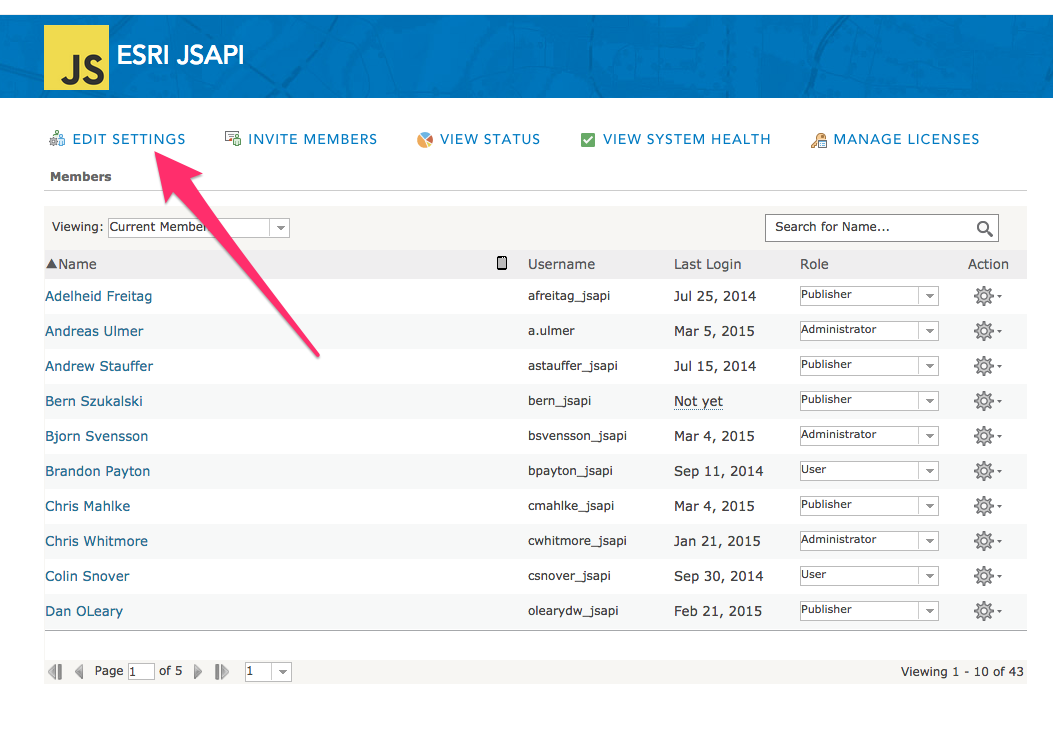 JS ESRI JSAPI
EDIT SETTINGS INVITE MEMBERS VIEW STATUS VIEW SYSTEM HEALTH MANAGE LICENSES
Members
Viewing: Current Member Search for Name...
Name Username Last Login Role Action
Adelheid Freitag afreitag_jsapi Jul 25, 2014 Publisher
Andreas Ulmer a.ulmer Mar 5, 2015 Administrator
Andrew Stauffer astauffer_jsapi Jul 15, 2014 Publisher
Bern Szukalski bern_jsapi Not yet Publisher
Bjorn Svensson bsvensson_jsapi Mar 4, 2015 Administrator
Brandon Payton bpayton_jsapi Sep 11, 2014 User
Chris Mahlke cmahlke_jsapi Mar 4, 2015 Publisher
Chris Whitmore cwhitmore_jsapi Jan 21, 2015 Administrator
Colin Snover csnover_jsapi Sep 30, 2014 User
Dan OLeary olearydw_jsapi Feb 21, 2015 Publisher
Page 1 of 5 1 Viewing 1 - 10 of 43